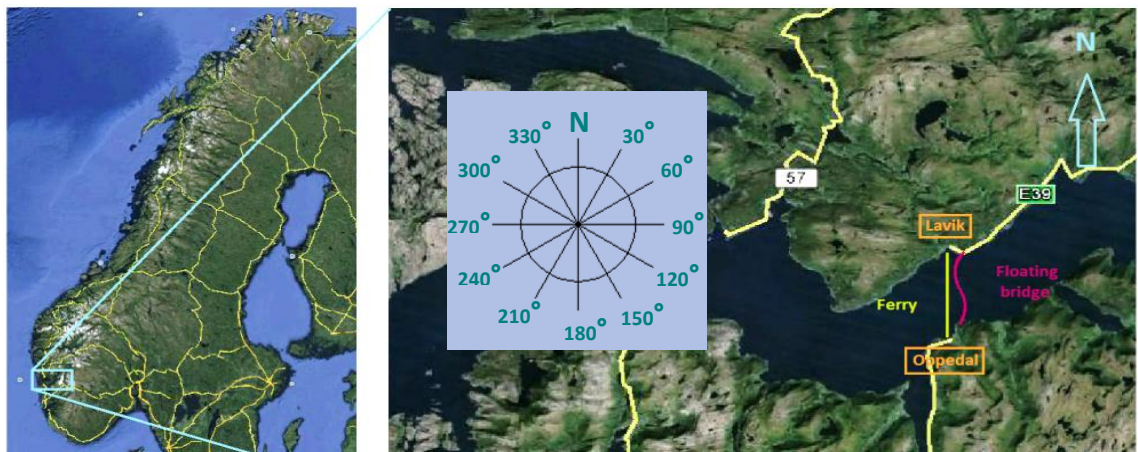 N
330°
30°
300°
60°
270°
90°
240°
120°
210°
150°
180°
N
57
E39
Lavik
Floating
bridge
Ferry
Oppedal